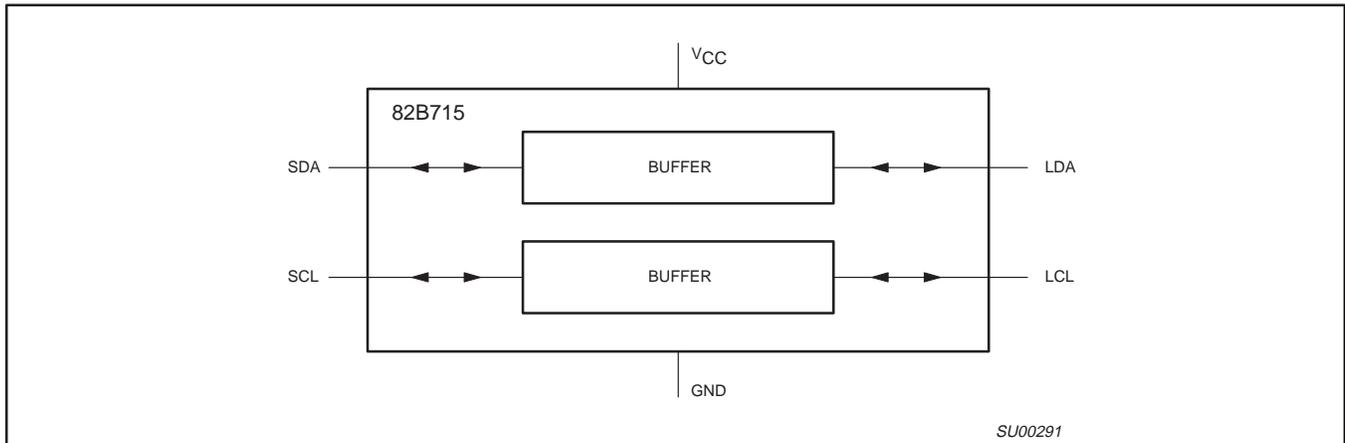 VCC
82B715
SDA
BUFFER
LDA
SCL
BUFFER
LCL
GND
SU00291